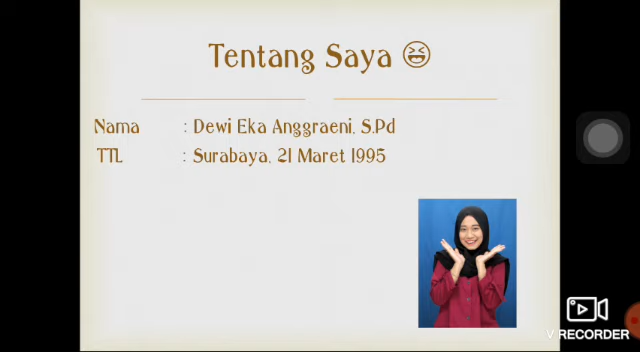 Tentang Saya 😆
Nama : Dewi Eka Anggraeni, S.Pd
TTL : Surabaya, 21 Maret 1995
V RECORDER